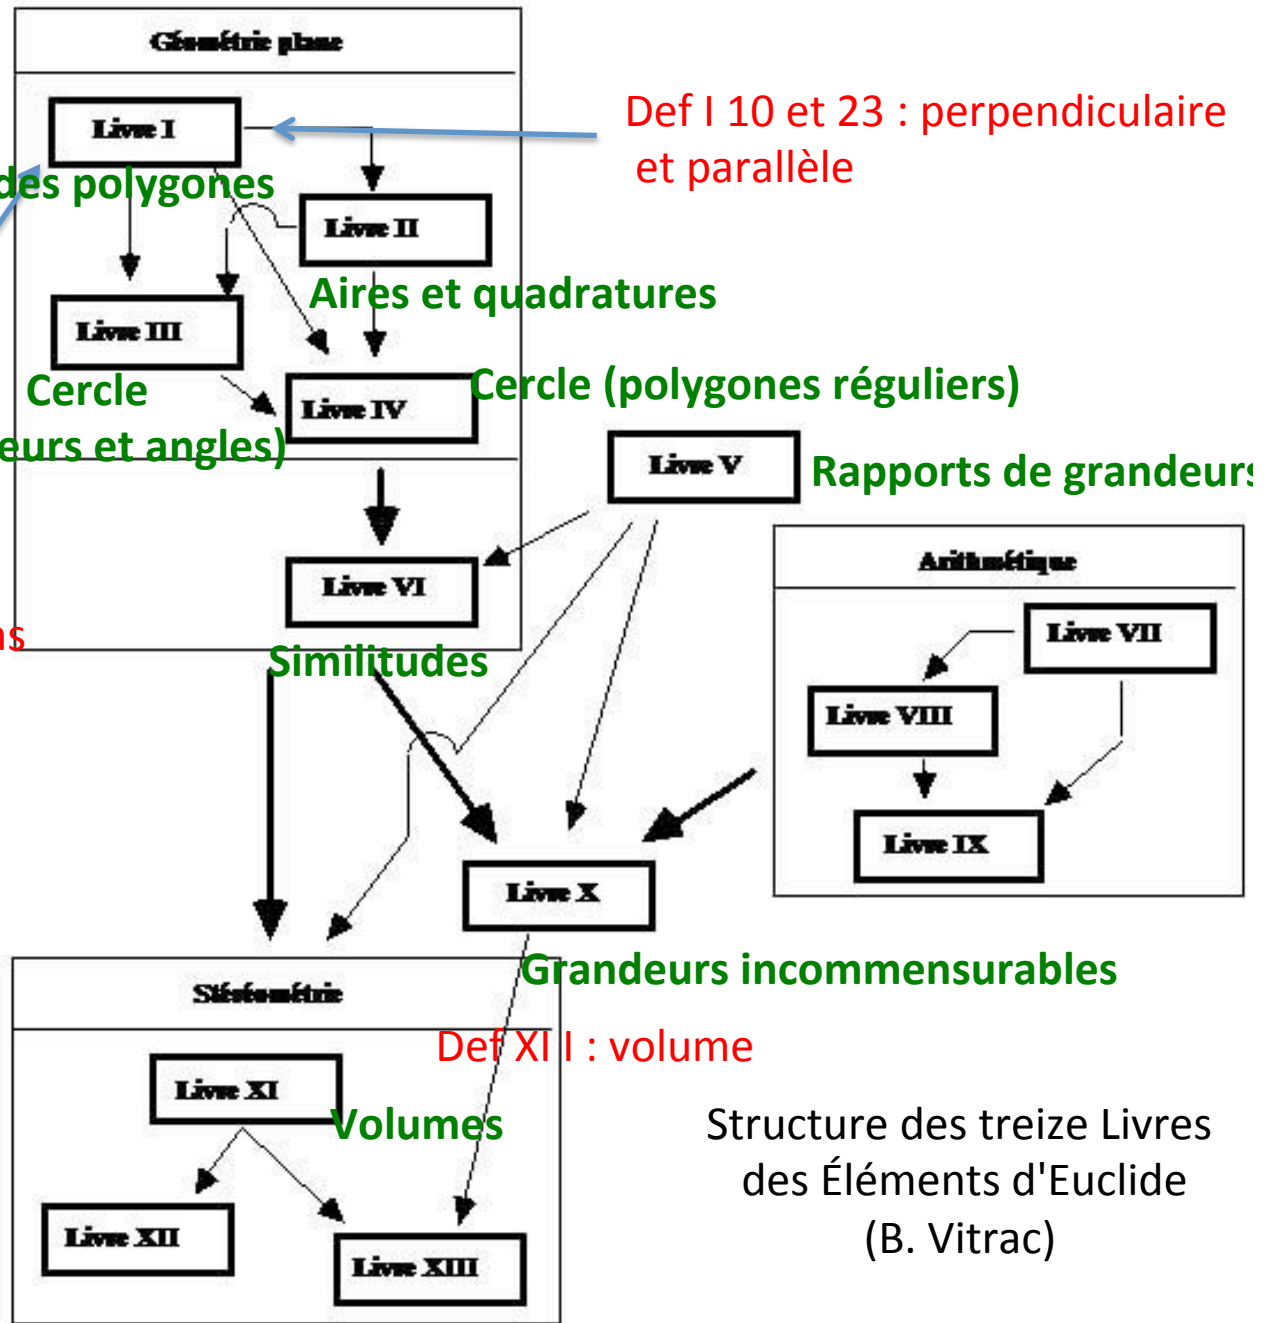 Géométrie plane
Def I 10 et 23 : perpendiculaire
et parallèle
Livre I
des polygones
Livre II
Aires et quadratures
Livre III
Cercle
eurs et angles)
Cercle (polygones réguliers)
Livre IV
Livre V
Rapports de grandeurs
Arithmétique
Livre VI
ns
Similitudes
Livre VII
Livre VIII
Livre IX
Livre X
Grandeurs incommensurables
Stéréométrie
Def XI I : volume
Livre XI
Volumes
Livre XII
Livre XIII
Structure des treize Livres
des Éléments d'Euclide
(B. Vitrac)